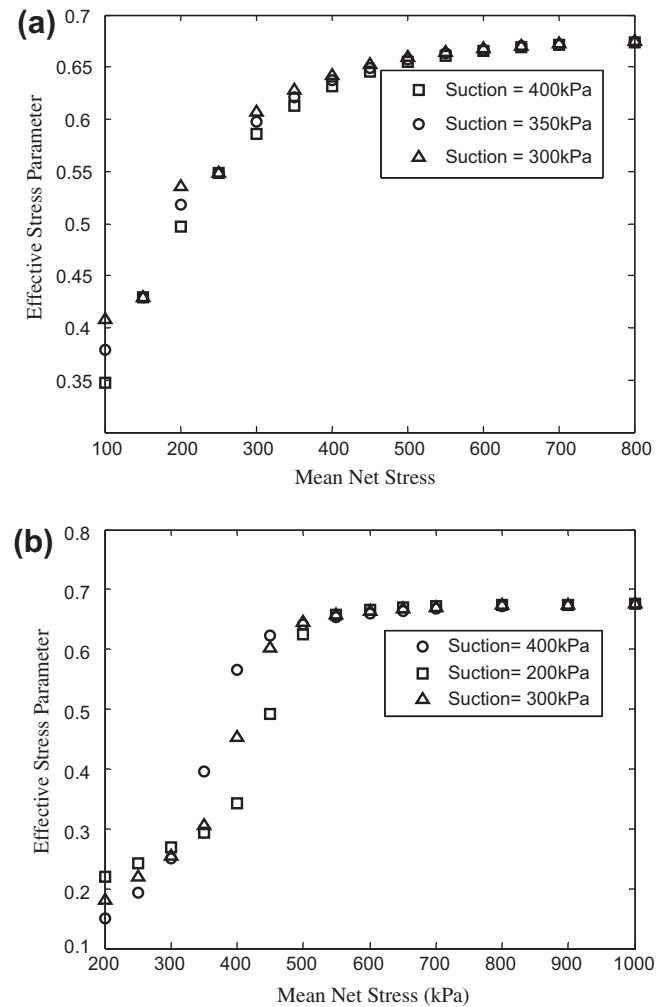 (a)
0.7
0.65
0.6
0.55
0.5
0.45
0.4
0.35
Effective Stress Parameter
Suction = 400kPa
Suction = 350kPa
Suction = 300kPa
100 200 300 400 500 600 700 800
Mean Net Stress
(b)
0.8
0.7
0.6
0.5
0.4
0.3
0.2
0.1
Effective Stress Parameter
Suction= 400kPa
Suction= 200kPa
Suction= 300kPa
200 300 400 500 600 700 800 900 1000
Mean Net Stress (kPa)